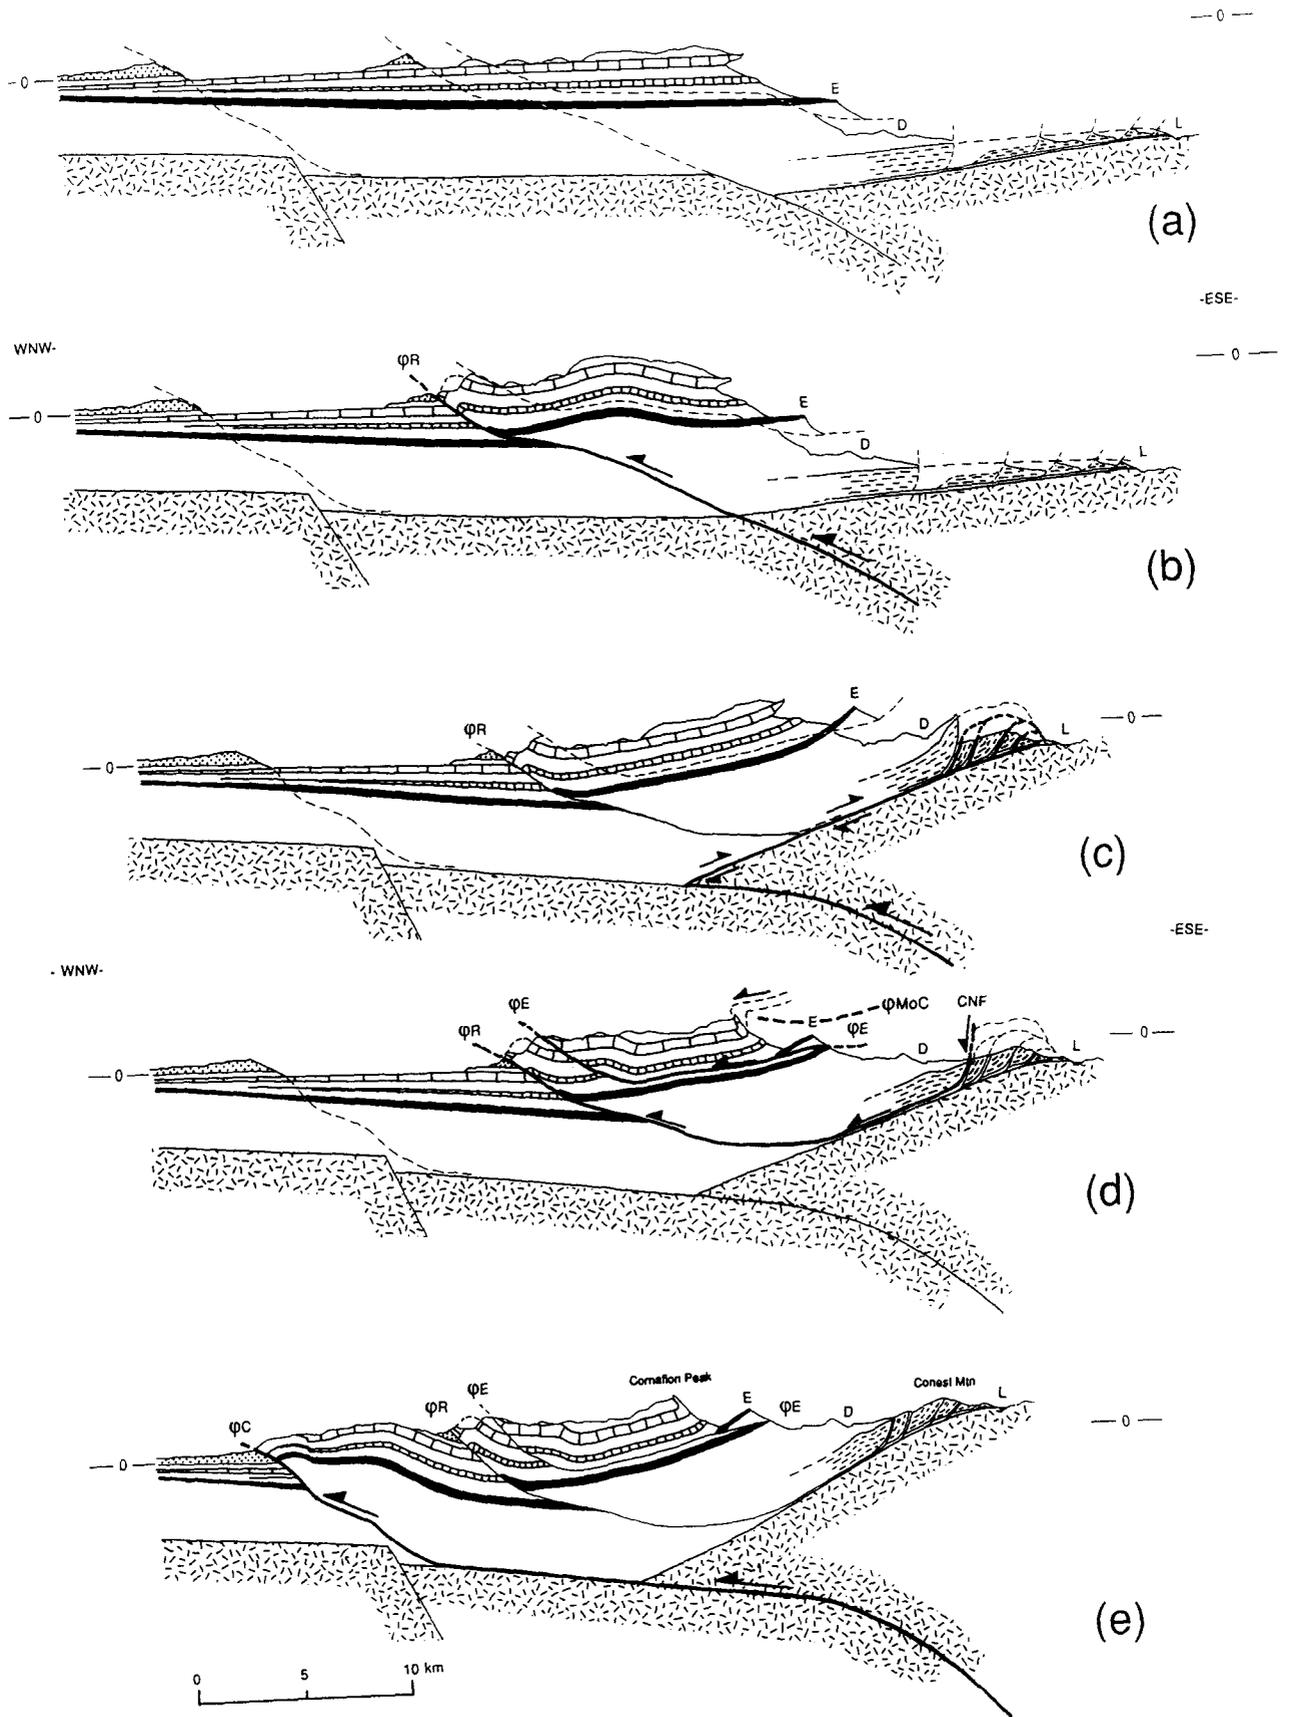 — 0 —
— 0 —
E
D
L
(a)
-ESE-
WNW-
φR
— 0 —
— 0 —
E
D
L
(b)
E
φR
D
L
— 0 —
— 0 —
(c)
-ESE-
- WNW-
φE
φMoC
CNF
φR
E
φE
D
L
— 0 —
— 0 —
(d)
Cornafion Peak
Conest Mtn
φE
φR
E
φE
D
L
φC
— 0 —
— 0 —
(e)
0 5 10 km